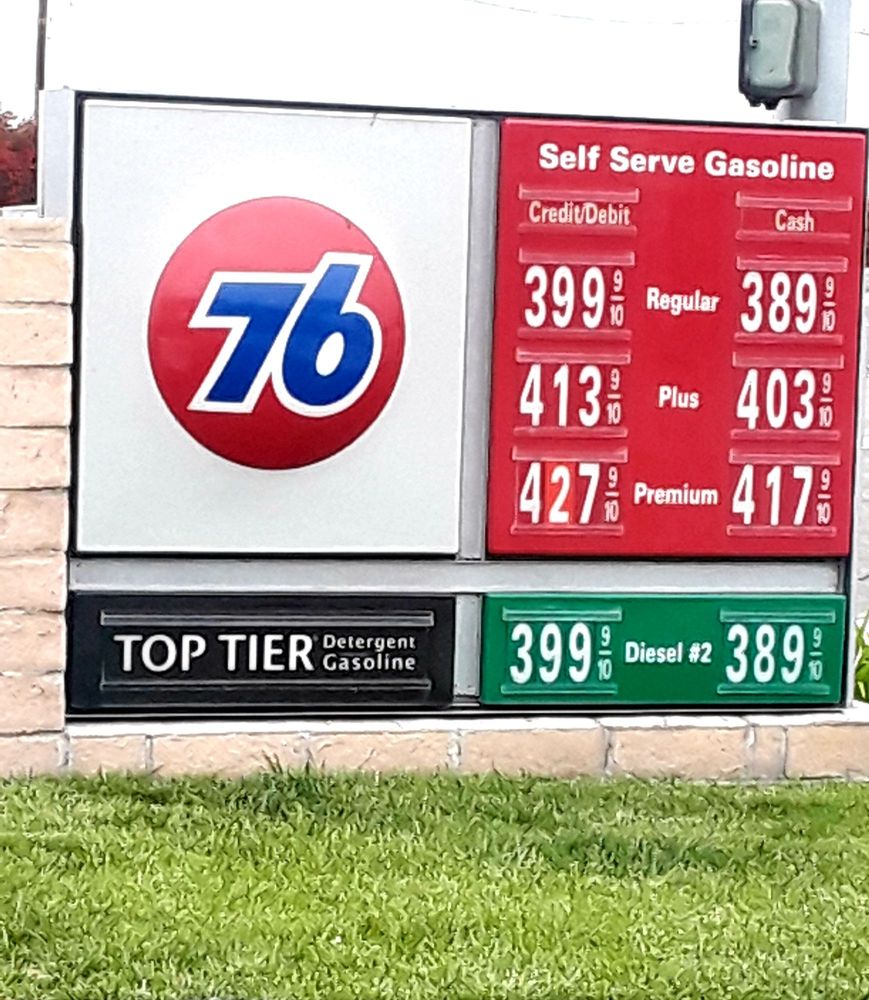 76
Self Serve Gasoline
Credit/Debit Cash
399 9/10 Regular 389 9/10
413 9/10 Plus 403 9/10
427 9/10 Premium 417 9/10
TOP TIER Detergent Gasoline
399 9/10 Diesel #2 389 9/10